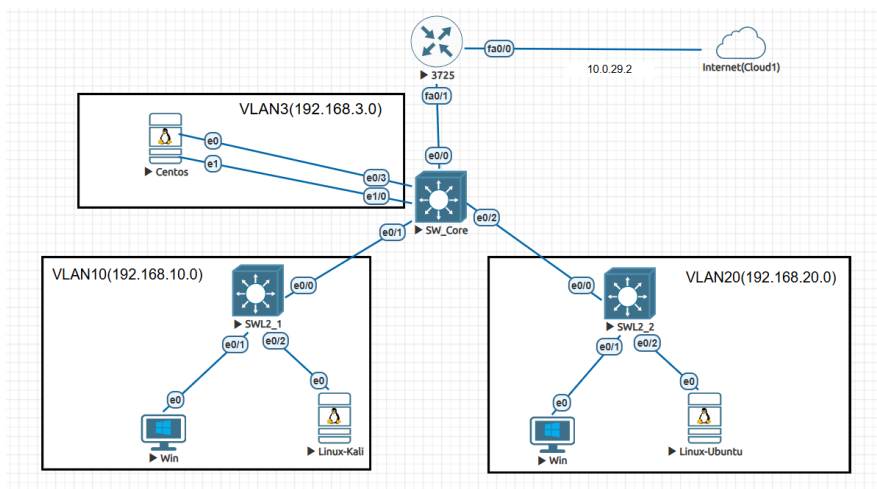 fa0/0
10.0.29.2
Internet(Cloud1)
3725
fa0/1
VLAN3(192.168.3.0)
e0
e1
Centos
e0/3
e1/0
e0/0
SW_Core
e0/1
e0/2
VLAN10(192.168.10.0)
e0/0
SWL2_1
e0/1
e0/2
e0
e0
Win
Linux-Kali
VLAN20(192.168.20.0)
e0/0
SWL2_2
e0/1
e0/2
e0
e0
Win
Linux-Ubuntu